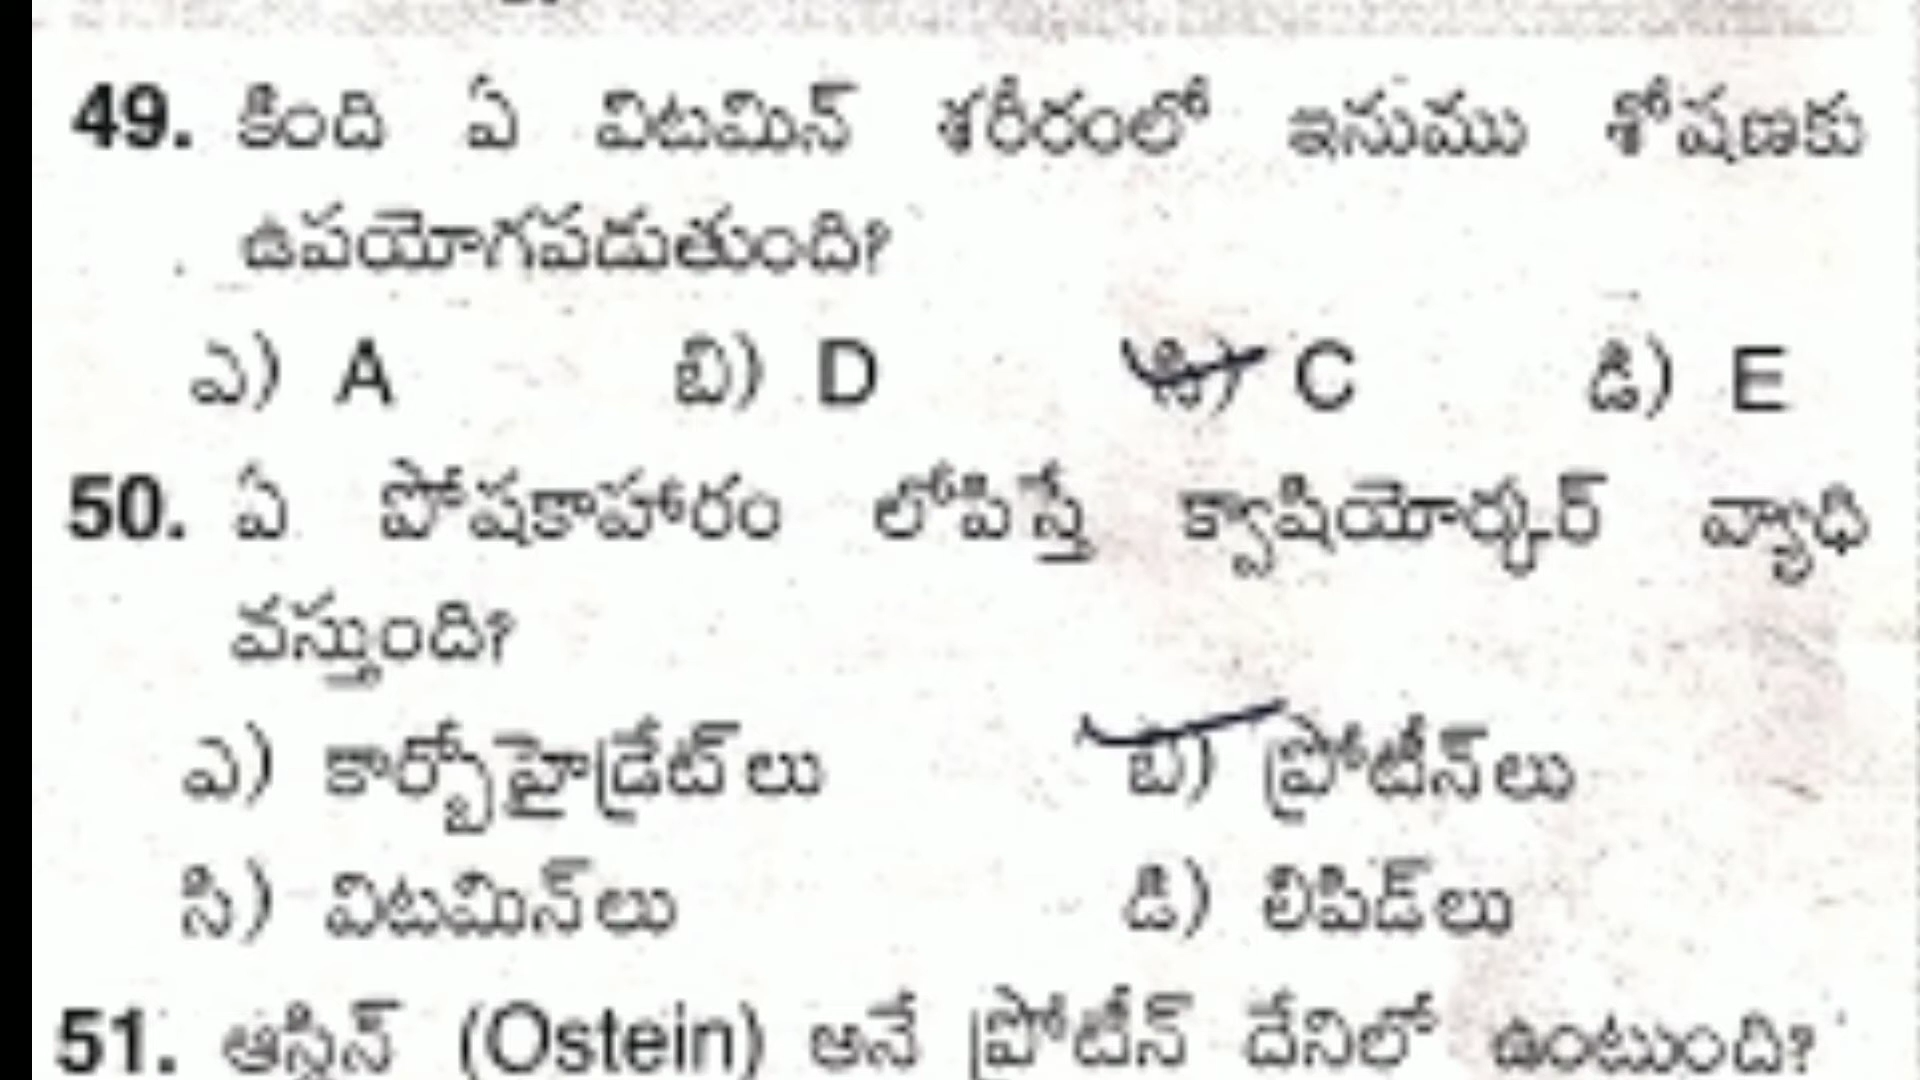 49. కింది ఏ విటమిన్ శరీరంలో ఇనుము శోషణకు
ఉపయోగపడుతుంది?
ఎ) A బి) D సి) C డి) E
50. ఏ పోషకాహారం లోపిస్తే క్వాషియోర్కర్ వ్యాధి
వస్తుంది?
ఎ) కార్బోహైడ్రేట్‌లు బి) ప్రోటీన్‌లు
సి) విటమిన్‌లు డి) లిపిడ్‌లు
51. ఆస్టిన్ (Ostein) అనే ప్రోటీన్ దేనిలో ఉంటుంది?